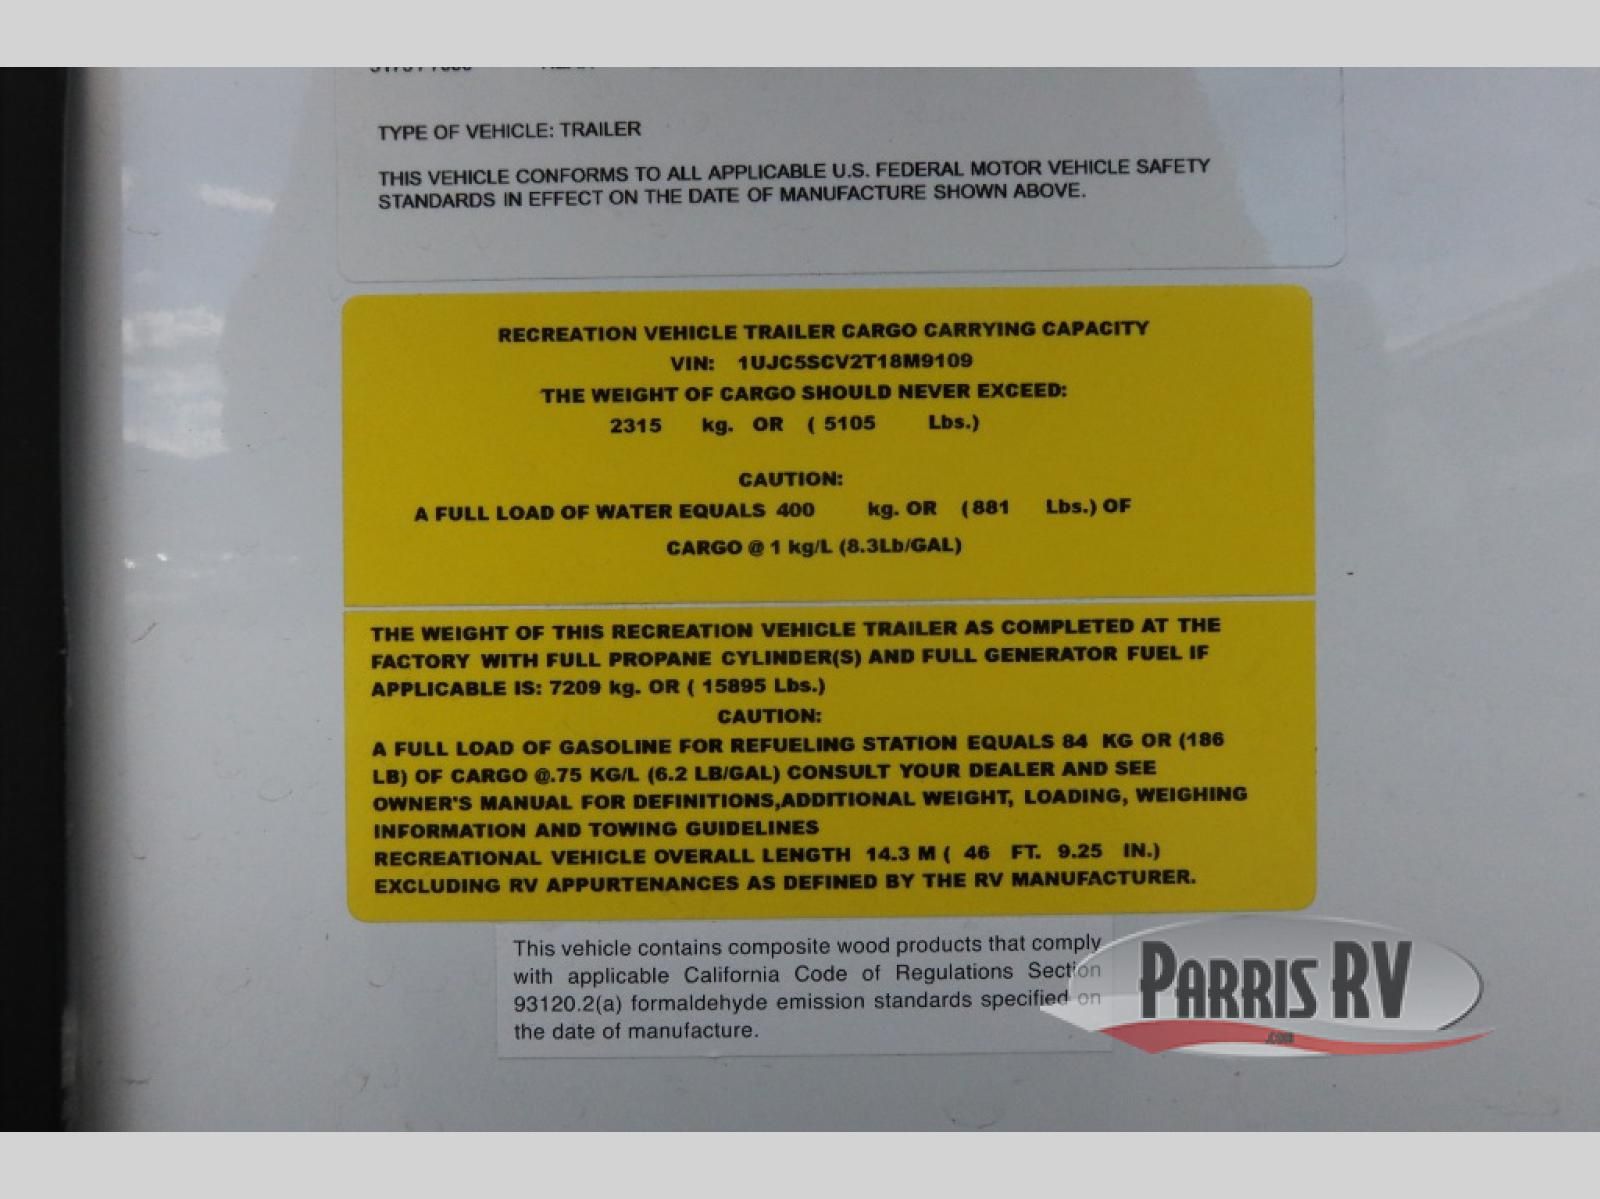 TYPE OF VEHICLE: TRAILER
THIS VEHICLE CONFORMS TO ALL APPLICABLE U.S. FEDERAL MOTOR VEHICLE SAFETY
STANDARDS IN EFFECT ON THE DATE OF MANUFACTURE SHOWN ABOVE.
RECREATION VEHICLE TRAILER CARGO CARRYING CAPACITY
VIN: 1UJC5SCV2T18M9109
THE WEIGHT OF CARGO SHOULD NEVER EXCEED:
2315 kg. OR ( 5105 Lbs.)
CAUTION:
A FULL LOAD OF WATER EQUALS 400 kg. OR (881 Lbs.) OF
CARGO @ 1 kg/L (8.3Lb/GAL)
THE WEIGHT OF THIS RECREATION VEHICLE TRAILER AS COMPLETED AT THE
FACTORY WITH FULL PROPANE CYLINDER(S) AND FULL GENERATOR FUEL IF
APPLICABLE IS: 7209 kg. OR ( 15895 Lbs.)
CAUTION:
A FULL LOAD OF GASOLINE FOR REFUELING STATION EQUALS 84 KG OR (186
LB) OF CARGO @.75 KG/L (6.2 LB/GAL) CONSULT YOUR DEALER AND SEE
OWNER'S MANUAL FOR DEFINITIONS,ADDITIONAL WEIGHT, LOADING, WEIGHING
INFORMATION AND TOWING GUIDELINES
RECREATIONAL VEHICLE OVERALL LENGTH 14.3 M ( 46 FT. 9.25 IN.)
EXCLUDING RV APPURTENANCES AS DEFINED BY THE RV MANUFACTURER.
This vehicle contains composite wood products that comply
with applicable California Code of Regulations Section
93120.2(a) formaldehyde emission standards specified on
the date of manufacture.
PARRIS RV
.COM